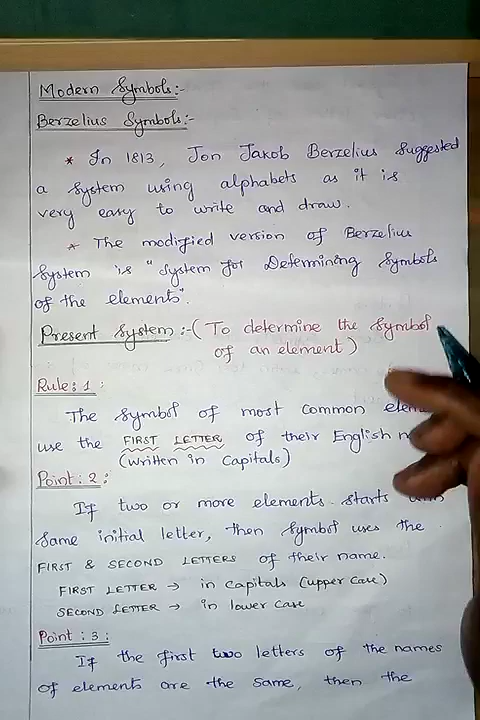 Modern Symbols:-
Berzelius Symbols:-
* In 1813, Jon Jakob Berzelius suggested
a system using alphabets as it is
very easy to write and draw.
* The modified version of Berzelius
System is "System for Determining Symbols
of the elements".
Present System:-(To determine the Symbol
of an element)
Rule: 1:
The Symbol of most common
use the FIRST LETTER of their English
(written in Capitals)
Point: 2:
If two or more elements starts
Same initial letter, then Symbol uses the
FIRST & SECOND LETTERS of their name.
FIRST LETTER → in Capitals (upper case)
SECOND LETTER → in lower case
Point: 3:
If the first two letters of the names
of elements are the same, then the